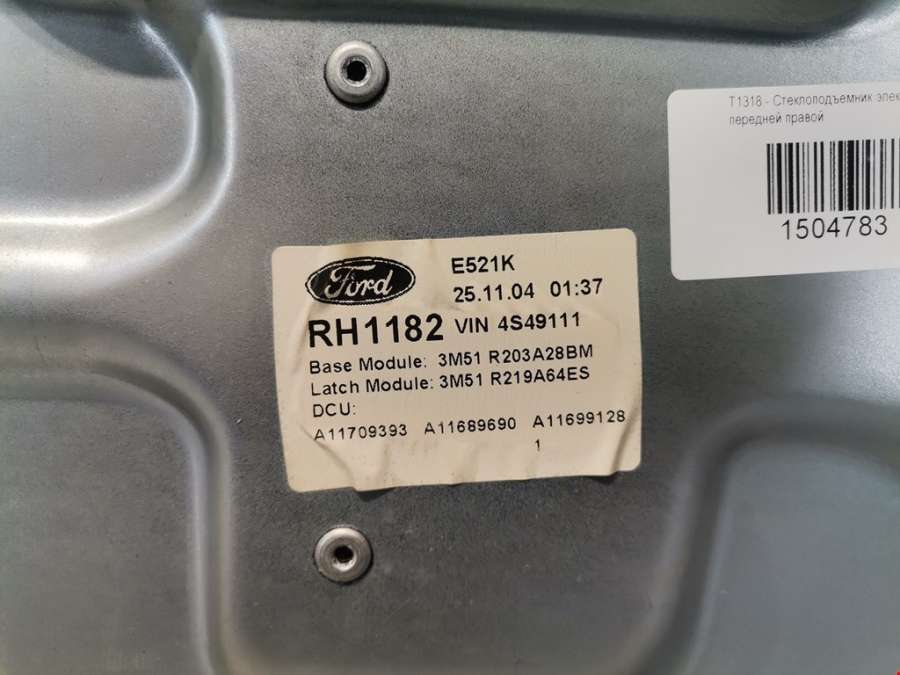 T1318 - Стеклоподъемник
передней правой
1504783
Ford
E521K
25.11.04 01:37
RH1182 VIN 4S49111
Base Module: 3M51 R203A28BM
Latch Module: 3M51 R219A64ES
DCU:
A11709393 A11689690 A11699128
1